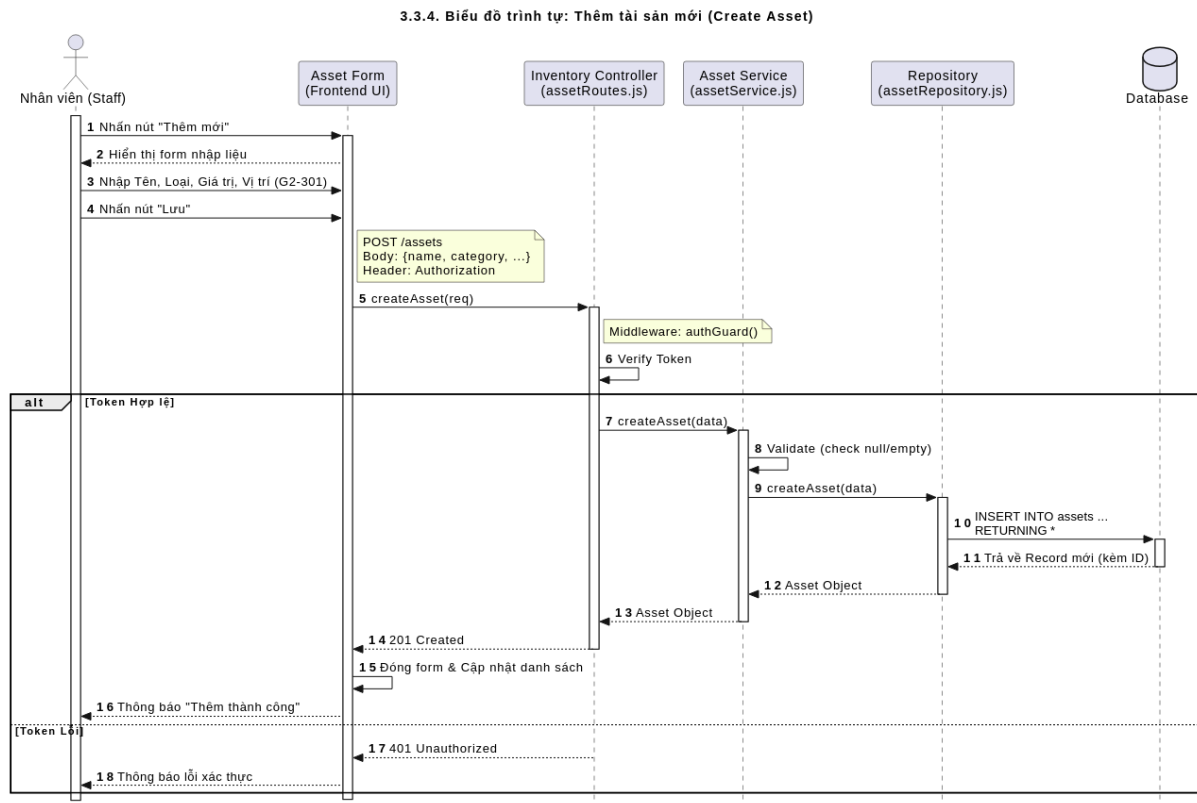 3.3.4. Biểu đồ trình tự: Thêm tài sản mới (Create Asset)
Nhân viên (Staff)
Asset Form
(Frontend UI)
Inventory Controller
(assetRoutes.js)
Asset Service
(assetService.js)
Repository
(assetRepository.js)
Database
1 Nhấn nút "Thêm mới"
2 Hiển thị form nhập liệu
3 Nhập Tên, Loại, Giá trị, Vị trí (G2-301)
4 Nhấn nút "Lưu"
POST /assets
Body: {name, category, ...}
Header: Authorization
5 createAsset(req)
Middleware: authGuard()
6 Verify Token
alt [Token Hợp lệ]
7 createAsset(data)
8 Validate (check null/empty)
9 createAsset(data)
10 INSERT INTO assets ...
RETURNING *
11 Trả về Record mới (kèm ID)
12 Asset Object
13 Asset Object
14 201 Created
15 Đóng form & Cập nhật danh sách
16 Thông báo "Thêm thành công"
[Token Lỗi]
17 401 Unauthorized
18 Thông báo lỗi xác thực